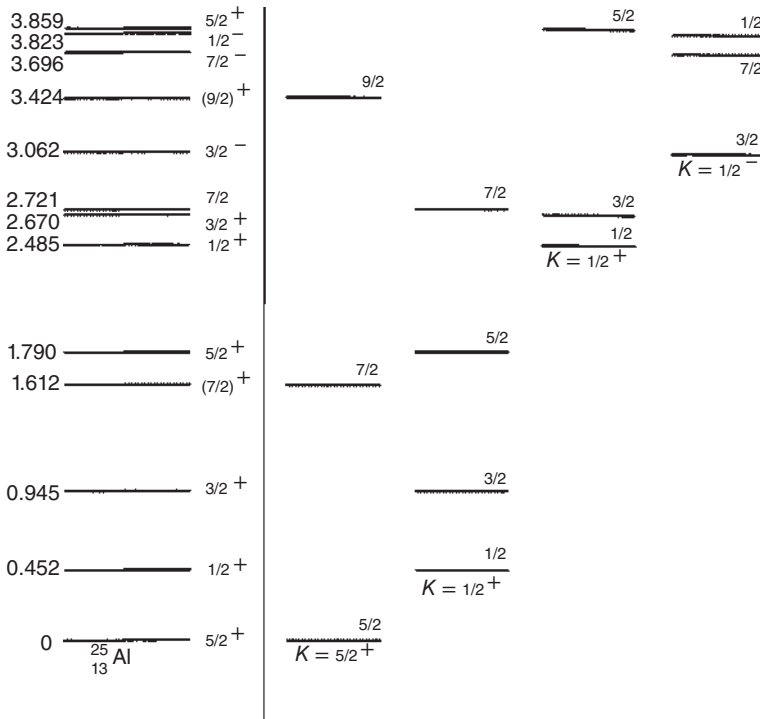 3.859 5/2+ 5/2 1/2
3.823 1/2−
3.696 7/2− 7/2
3.424 (9/2)+ 9/2
3.062 3/2− 3/2
K = 1/2−
2.721 7/2 7/2
2.670 3/2+ 3/2
2.485 1/2+ 1/2
K = 1/2+
1.790 5/2+ 5/2
1.612 (7/2)+ 7/2
0.945 3/2+ 3/2
0.452 1/2+ 1/2
K = 1/2+
0 5/2+ 5/2
25
13 Al K = 5/2+